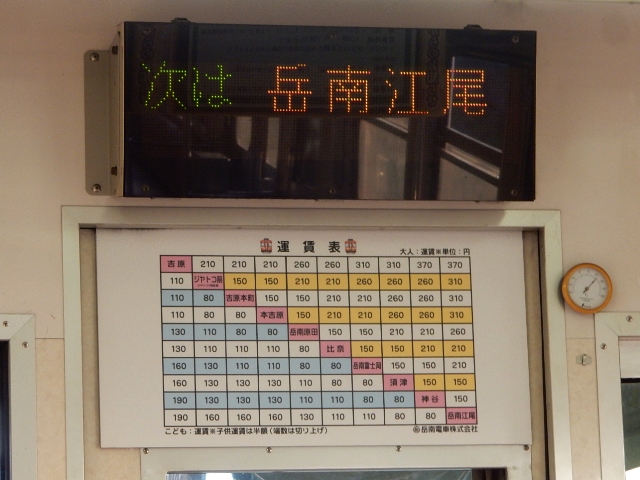 次は 岳南江尾
運賃表
大人：運賃※単位：円
吉原 210 210 210 260 260 310 310 370 370
110 ジヤトコ前 150 150 210 210 260 260 260 310
110 80 吉原本町 150 150 210 210 260 260 310
110 80 80 本吉原 150 210 210 260 260 310
130 110 80 80 岳南原田 150 150 210 210 260
130 110 110 110 80 比奈 150 150 210 210
160 130 110 110 80 80 岳南富士岡 150 150 210
160 130 130 130 110 80 80 須津 150 150
190 130 130 130 110 110 80 80 神谷 150
190 160 160 160 130 110 110 80 80 岳南江尾
こども：運賃※子供運賃は半額（端数は切り上げ）
岳南電車株式会社